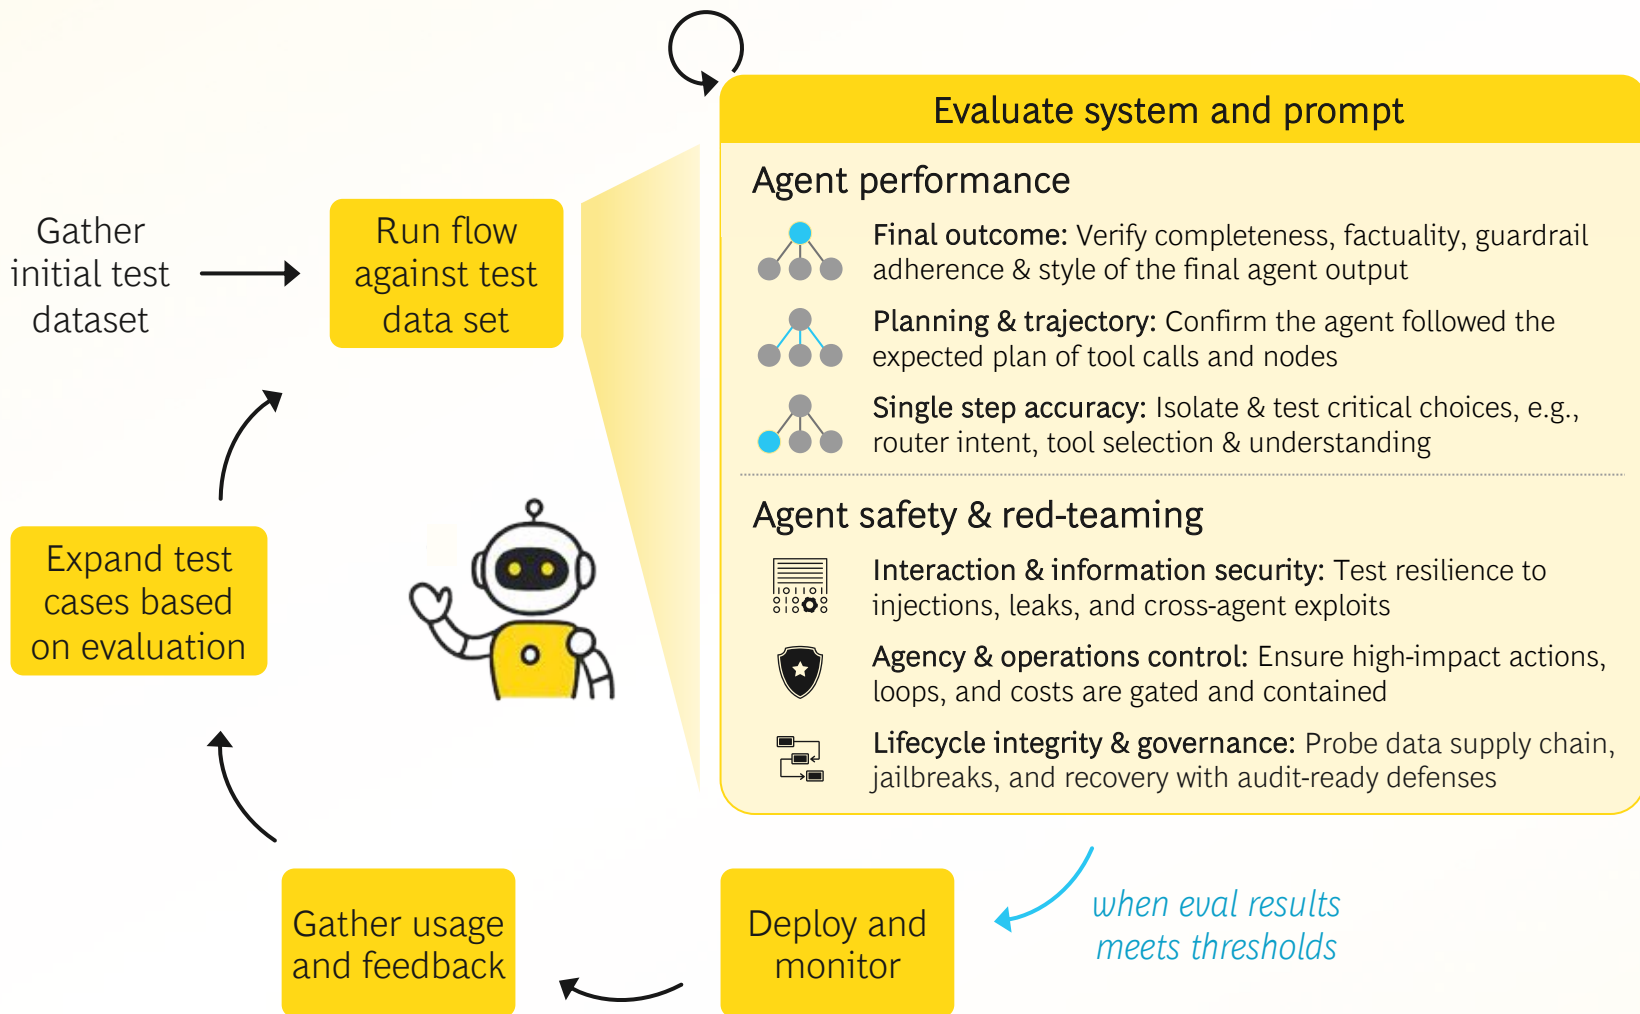 Evaluate system and prompt
Agent performance
Final outcome: Verify completeness, factuality, guardrail
adherence & style of the final agent output
Planning & trajectory: Confirm the agent followed the
expected plan of tool calls and nodes
Single step accuracy: Isolate & test critical choices, e.g.,
router intent, tool selection & understanding
Agent safety & red-teaming
Interaction & information security: Test resilience to
injections, leaks, and cross-agent exploits
Agency & operations control: Ensure high-impact actions,
loops, and costs are gated and contained
Lifecycle integrity & governance: Probe data supply chain,
jailbreaks, and recovery with audit-ready defenses
Gather
initial test
dataset
Run flow
against test
data set
Expand test
cases based
on evaluation
Gather usage
and feedback
Deploy and
monitor
when eval results
meets thresholds